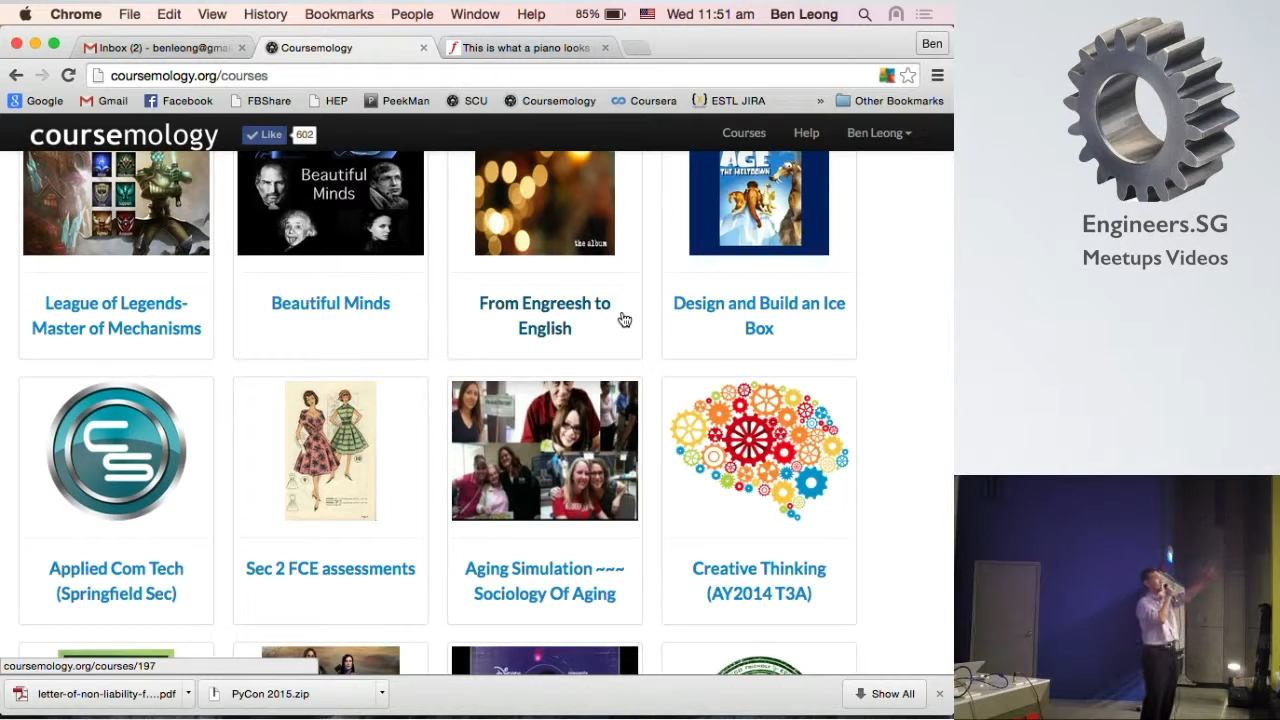 Chrome File Edit View History Bookmarks People Window Help 85% Wed 11:51 am Ben Leong
Inbox (1) - benleong@gma
Coursemology
This is what a piano looks
Ben
coursemology.org/courses
Google Gmail Facebook FBShare HEP PeekMan SCU Coursemology Coursera ESTL JIRA » Other Bookmarks
coursemology Like 602 Courses Help Ben Leong
Beautiful
Minds
the album
AGE
THE MELTDOWN
League of Legends-
Master of Mechanisms
Beautiful Minds
From Engreesh to
English
Design and Build an Ice
Box
CS
Applied Com Tech
(Springfield Sec)
Sec 2 FCE assessments
Aging Simulation ~~~
Sociology Of Aging
Creative Thinking
(AY2014 T3A)
coursemology.org/courses/197
letter-of-non-liability-f....pdf
PyCon 2015.zip
Show All
Engineers.SG
Meetups Videos